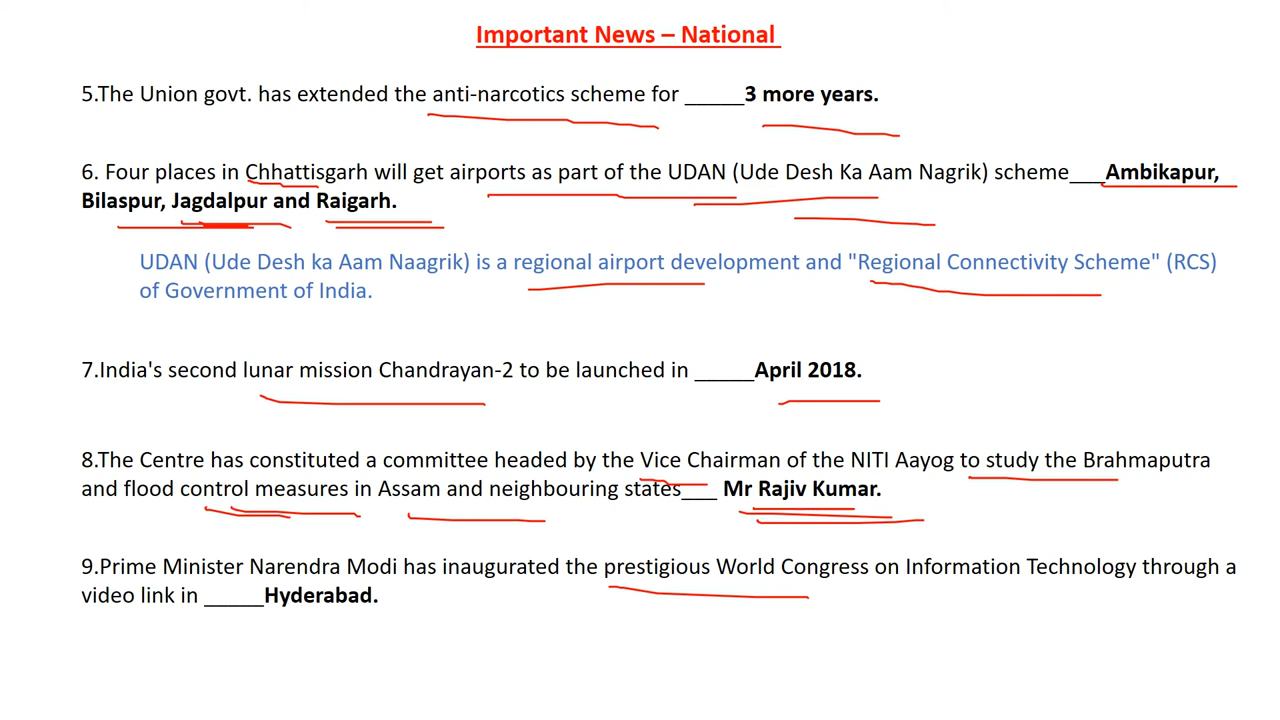 Important News – National
5.The Union govt. has extended the anti-narcotics scheme for _____3 more years.
6. Four places in Chhattisgarh will get airports as part of the UDAN (Ude Desh Ka Aam Nagrik) scheme___Ambikapur,
Bilaspur, Jagdalpur and Raigarh.
UDAN (Ude Desh ka Aam Naagrik) is a regional airport development and "Regional Connectivity Scheme" (RCS)
of Government of India.
7.India's second lunar mission Chandrayan-2 to be launched in _____April 2018.
8.The Centre has constituted a committee headed by the Vice Chairman of the NITI Aayog to study the Brahmaputra
and flood control measures in Assam and neighbouring states___ Mr Rajiv Kumar.
9.Prime Minister Narendra Modi has inaugurated the prestigious World Congress on Information Technology through a
video link in _____Hyderabad.